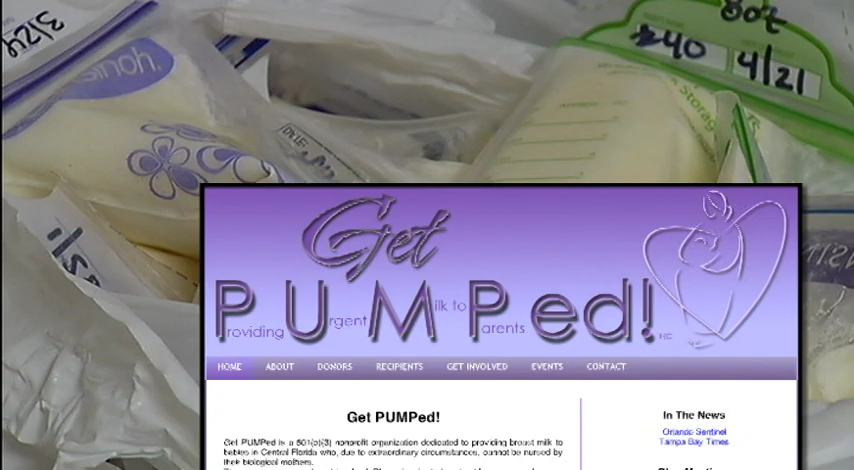 3/24
8oz
40
4/21
Storag
Get
PUMPed!
Providing Urgent Milk to Parents
INC
HOME ABOUT DONORS RECIPIENTS GET INVOLVED EVENTS CONTACT
Get PUMPed!
Get PUMPed is a 501(c)(3) nonprofit organization dedicated to providing breast milk to
babies in Central Florida who, due to extraordinary circumstances, cannot be nursed by
their biological mothers.
In The News
Orlando Sentinel
Tampa Bay Times